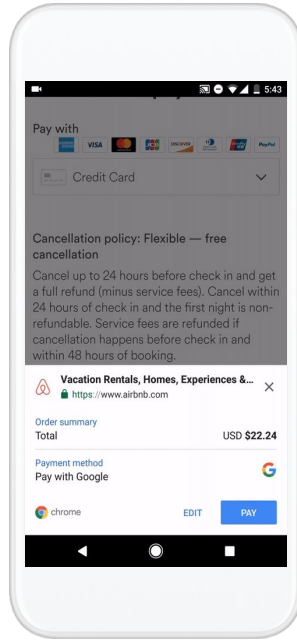 5:43
Pay with
VISA DISCOVER PayPal
Credit Card
Cancellation policy: Flexible — free
cancellation
Cancel up to 24 hours before check in and get
a full refund (minus service fees). Cancel within
24 hours of check in and the first night is non-
refundable. Service fees are refunded if
cancellation happens before check in and
within 48 hours of booking.
Vacation Rentals, Homes, Experiences &...
https://www.airbnb.com
Order summary
Total USD $22.24
Payment method
Pay with Google
G
chrome EDIT PAY